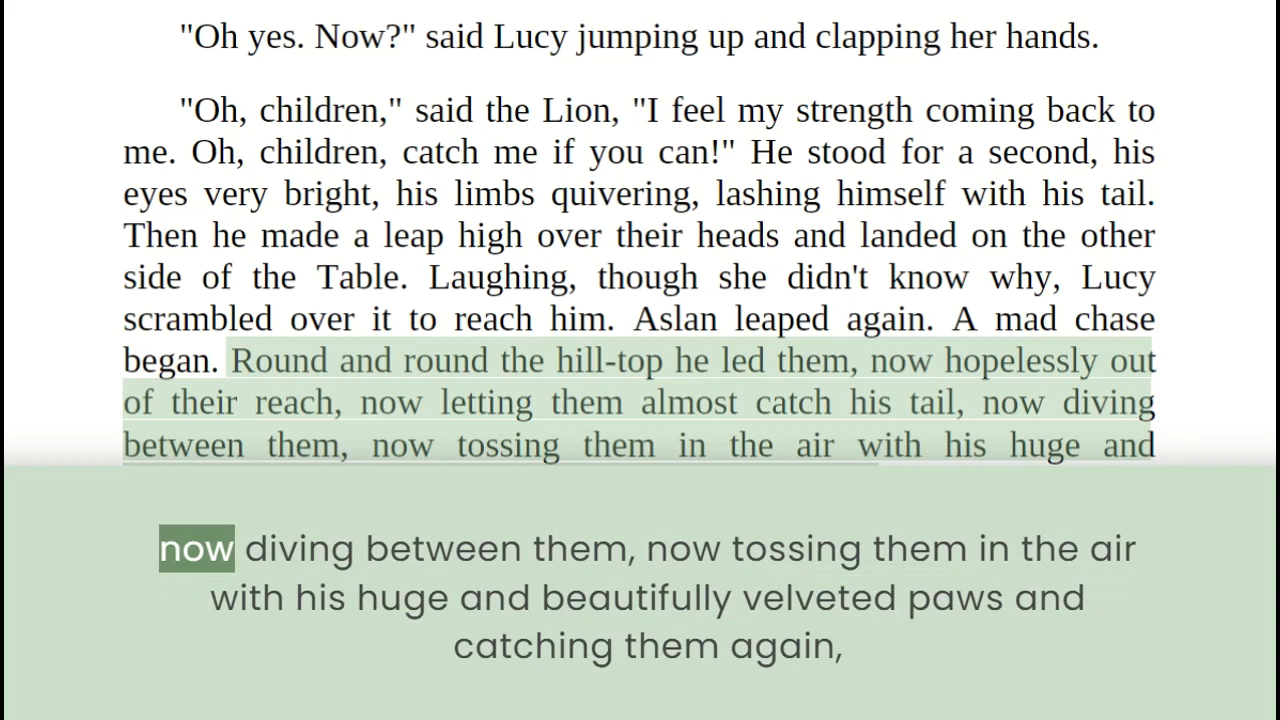 "Oh yes. Now?" said Lucy jumping up and clapping her hands.
"Oh, children," said the Lion, "I feel my strength coming back to
me. Oh, children, catch me if you can!" He stood for a second, his
eyes very bright, his limbs quivering, lashing himself with his tail.
Then he made a leap high over their heads and landed on the other
side of the Table. Laughing, though she didn't know why, Lucy
scrambled over it to reach him. Aslan leaped again. A mad chase
began. Round and round the hill-top he led them, now hopelessly out
of their reach, now letting them almost catch his tail, now diving
between them, now tossing them in the air with his huge and
now diving between them, now tossing them in the air
with his huge and beautifully velveted paws and
catching them again,